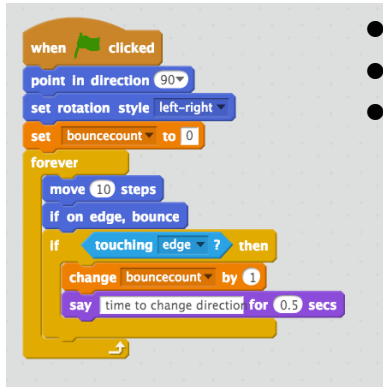 when clicked
point in direction 90
set rotation style left-right
set bouncecount to 0
forever
move 10 steps
if on edge, bounce
if touching edge ? then
change bouncecount by 1
say time to change direction for 0.5 secs